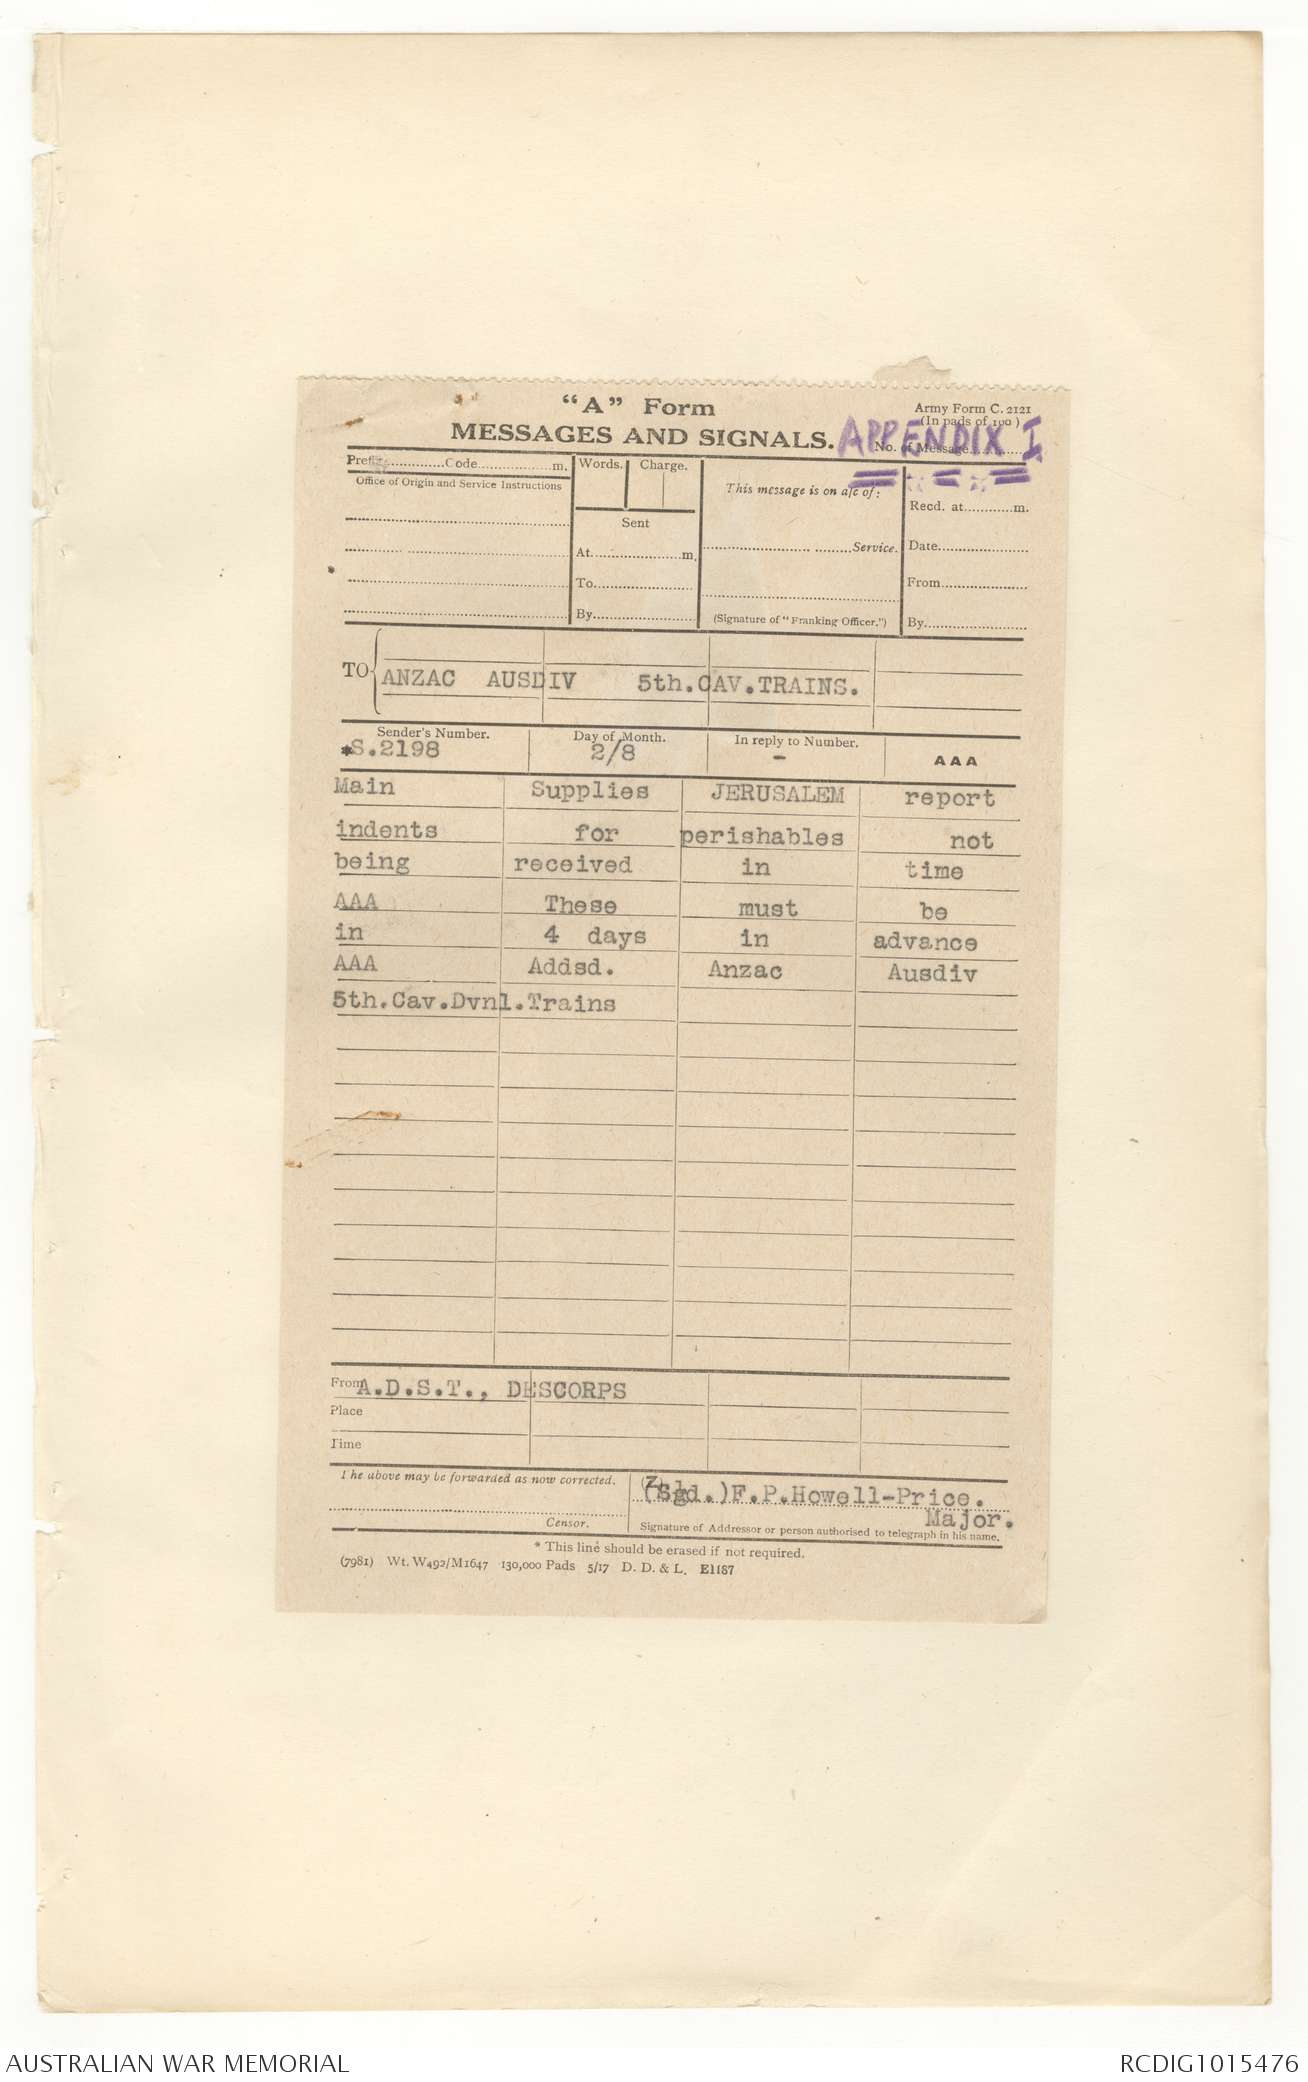 "A" Form
Army Form C. 2121
(In pads of 100)
MESSAGES AND SIGNALS.
No. of Message............
APPENDIX I.
Prefix............Code................m.
Words.
Charge.
Office of Origin and Service Instructions
This message is on a/c of:
Recd. at............m.
Sent
At....................m.
....................Service.
Date....................
To....................
From....................
By....................
(Signature of "Franking Officer.")
By....................
TO
ANZAC AUSDIV 5th.CAV.TRAINS.
Sender's Number.
Day of Month.
In reply to Number.
AAA
*S.2198
2/8
-
Main Supplies JERUSALEM report
indents for perishables not
being received in time
AAA These must be
in 4 days in advance
AAA Addsd. Anzac Ausdiv
5th.Cav.Dvnl.Trains
From A.D.S.T., DESCORPS
Place
Time
The above may be forwarded as now corrected.
(Z)
(Sgd.)F.P.Howell-Price.
Major.
Censor.
Signature of Addressor or person authorised to telegraph in his name.
* This line should be erased if not required.
(7981) Wt. W492/M1647 130,000 Pads 5/17 D. D. & L. E1187
AUSTRALIAN WAR MEMORIAL
RCDIG1015476